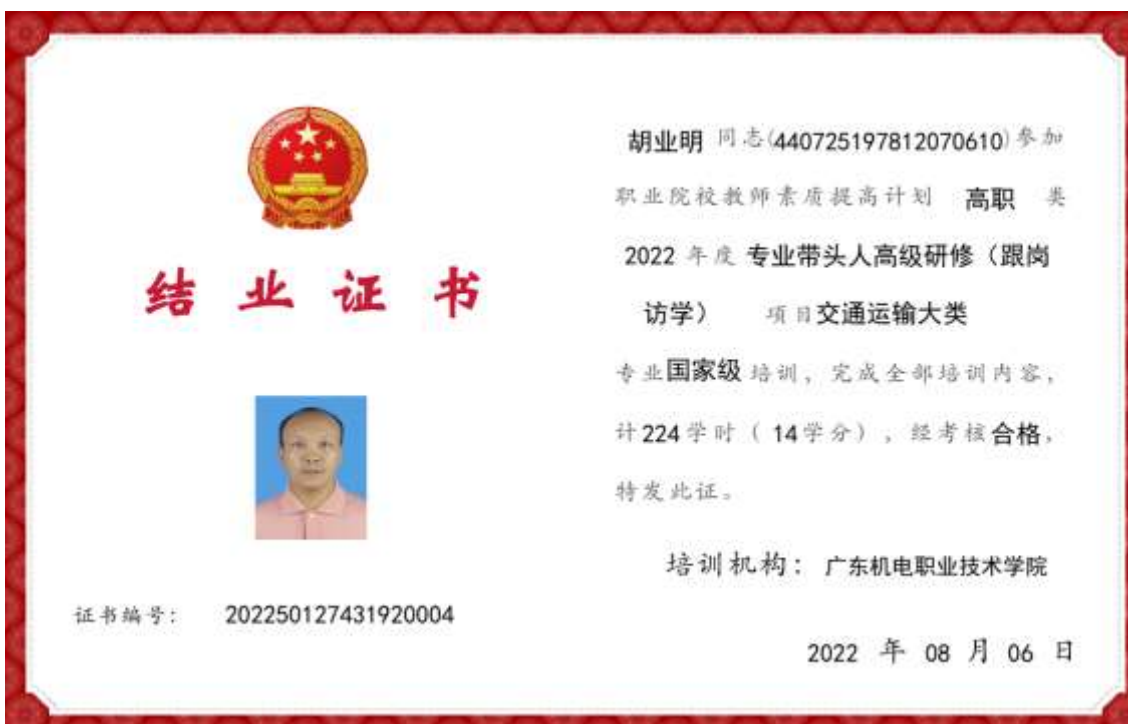 结业证书
证书编号： 202250127431920004
胡业明 同志(440725197812070610)参加
职业院校教师素质提高计划 高职 类
2022 年度 专业带头人高级研修（跟岗
访学） 项目交通运输大类
专业国家级 培训，完成全部培训内容，
计224学时（ 14学分），经考核合格，
特发此证。
培训机构： 广东机电职业技术学院
2022 年 08 月 06 日